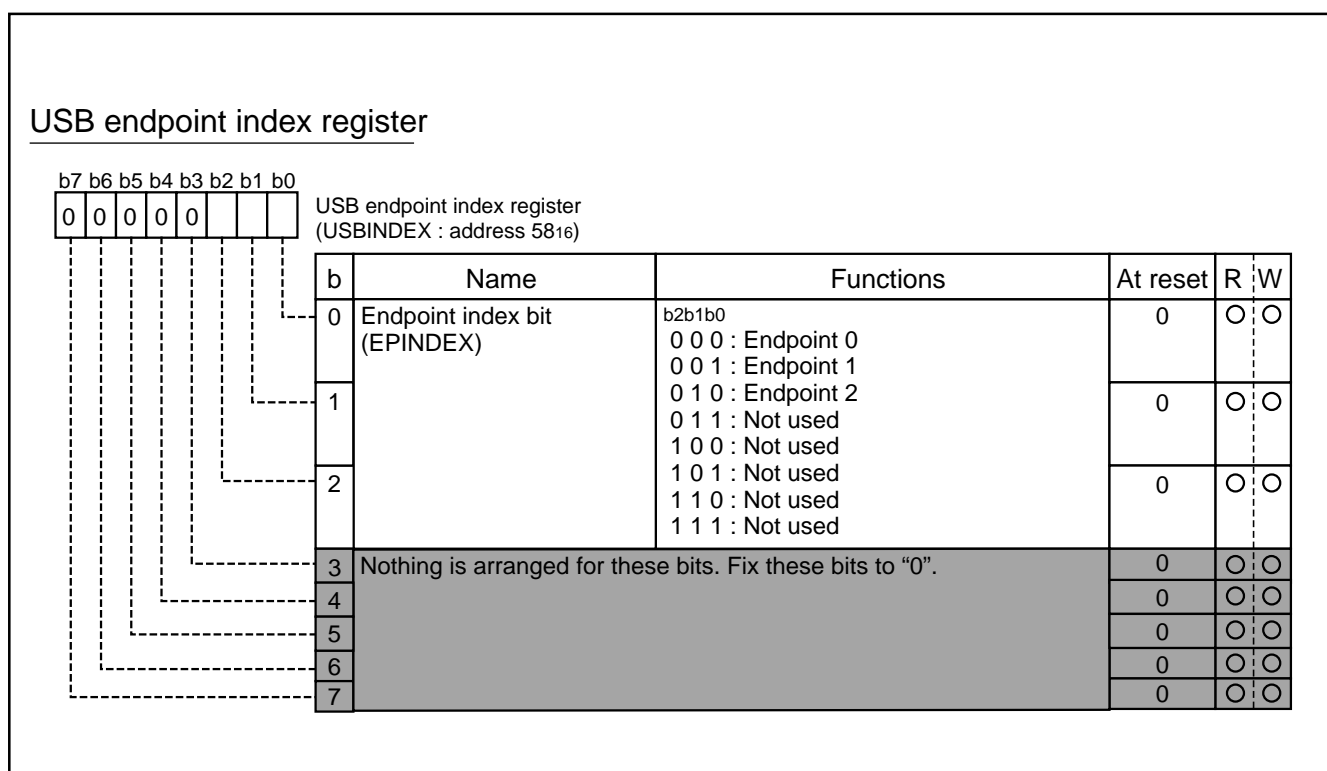 USB endpoint index register
b7 b6 b5 b4 b3 b2 b1 b0
0 0 0 0 0
USB endpoint index register
(USBINDEX : address 5816)
b Name Functions At reset R W
0 Endpoint index bit b2b1b0 0 O O
(EPINDEX) 0 0 0 : Endpoint 0
0 0 1 : Endpoint 1
1 0 1 0 : Endpoint 2 0 O O
0 1 1 : Not used
1 0 0 : Not used
2 1 0 1 : Not used 0 O O
1 1 0 : Not used
1 1 1 : Not used
3 Nothing is arranged for these bits. Fix these bits to “0”. 0 O O
4 0 O O
5 0 O O
6 0 O O
7 0 O O